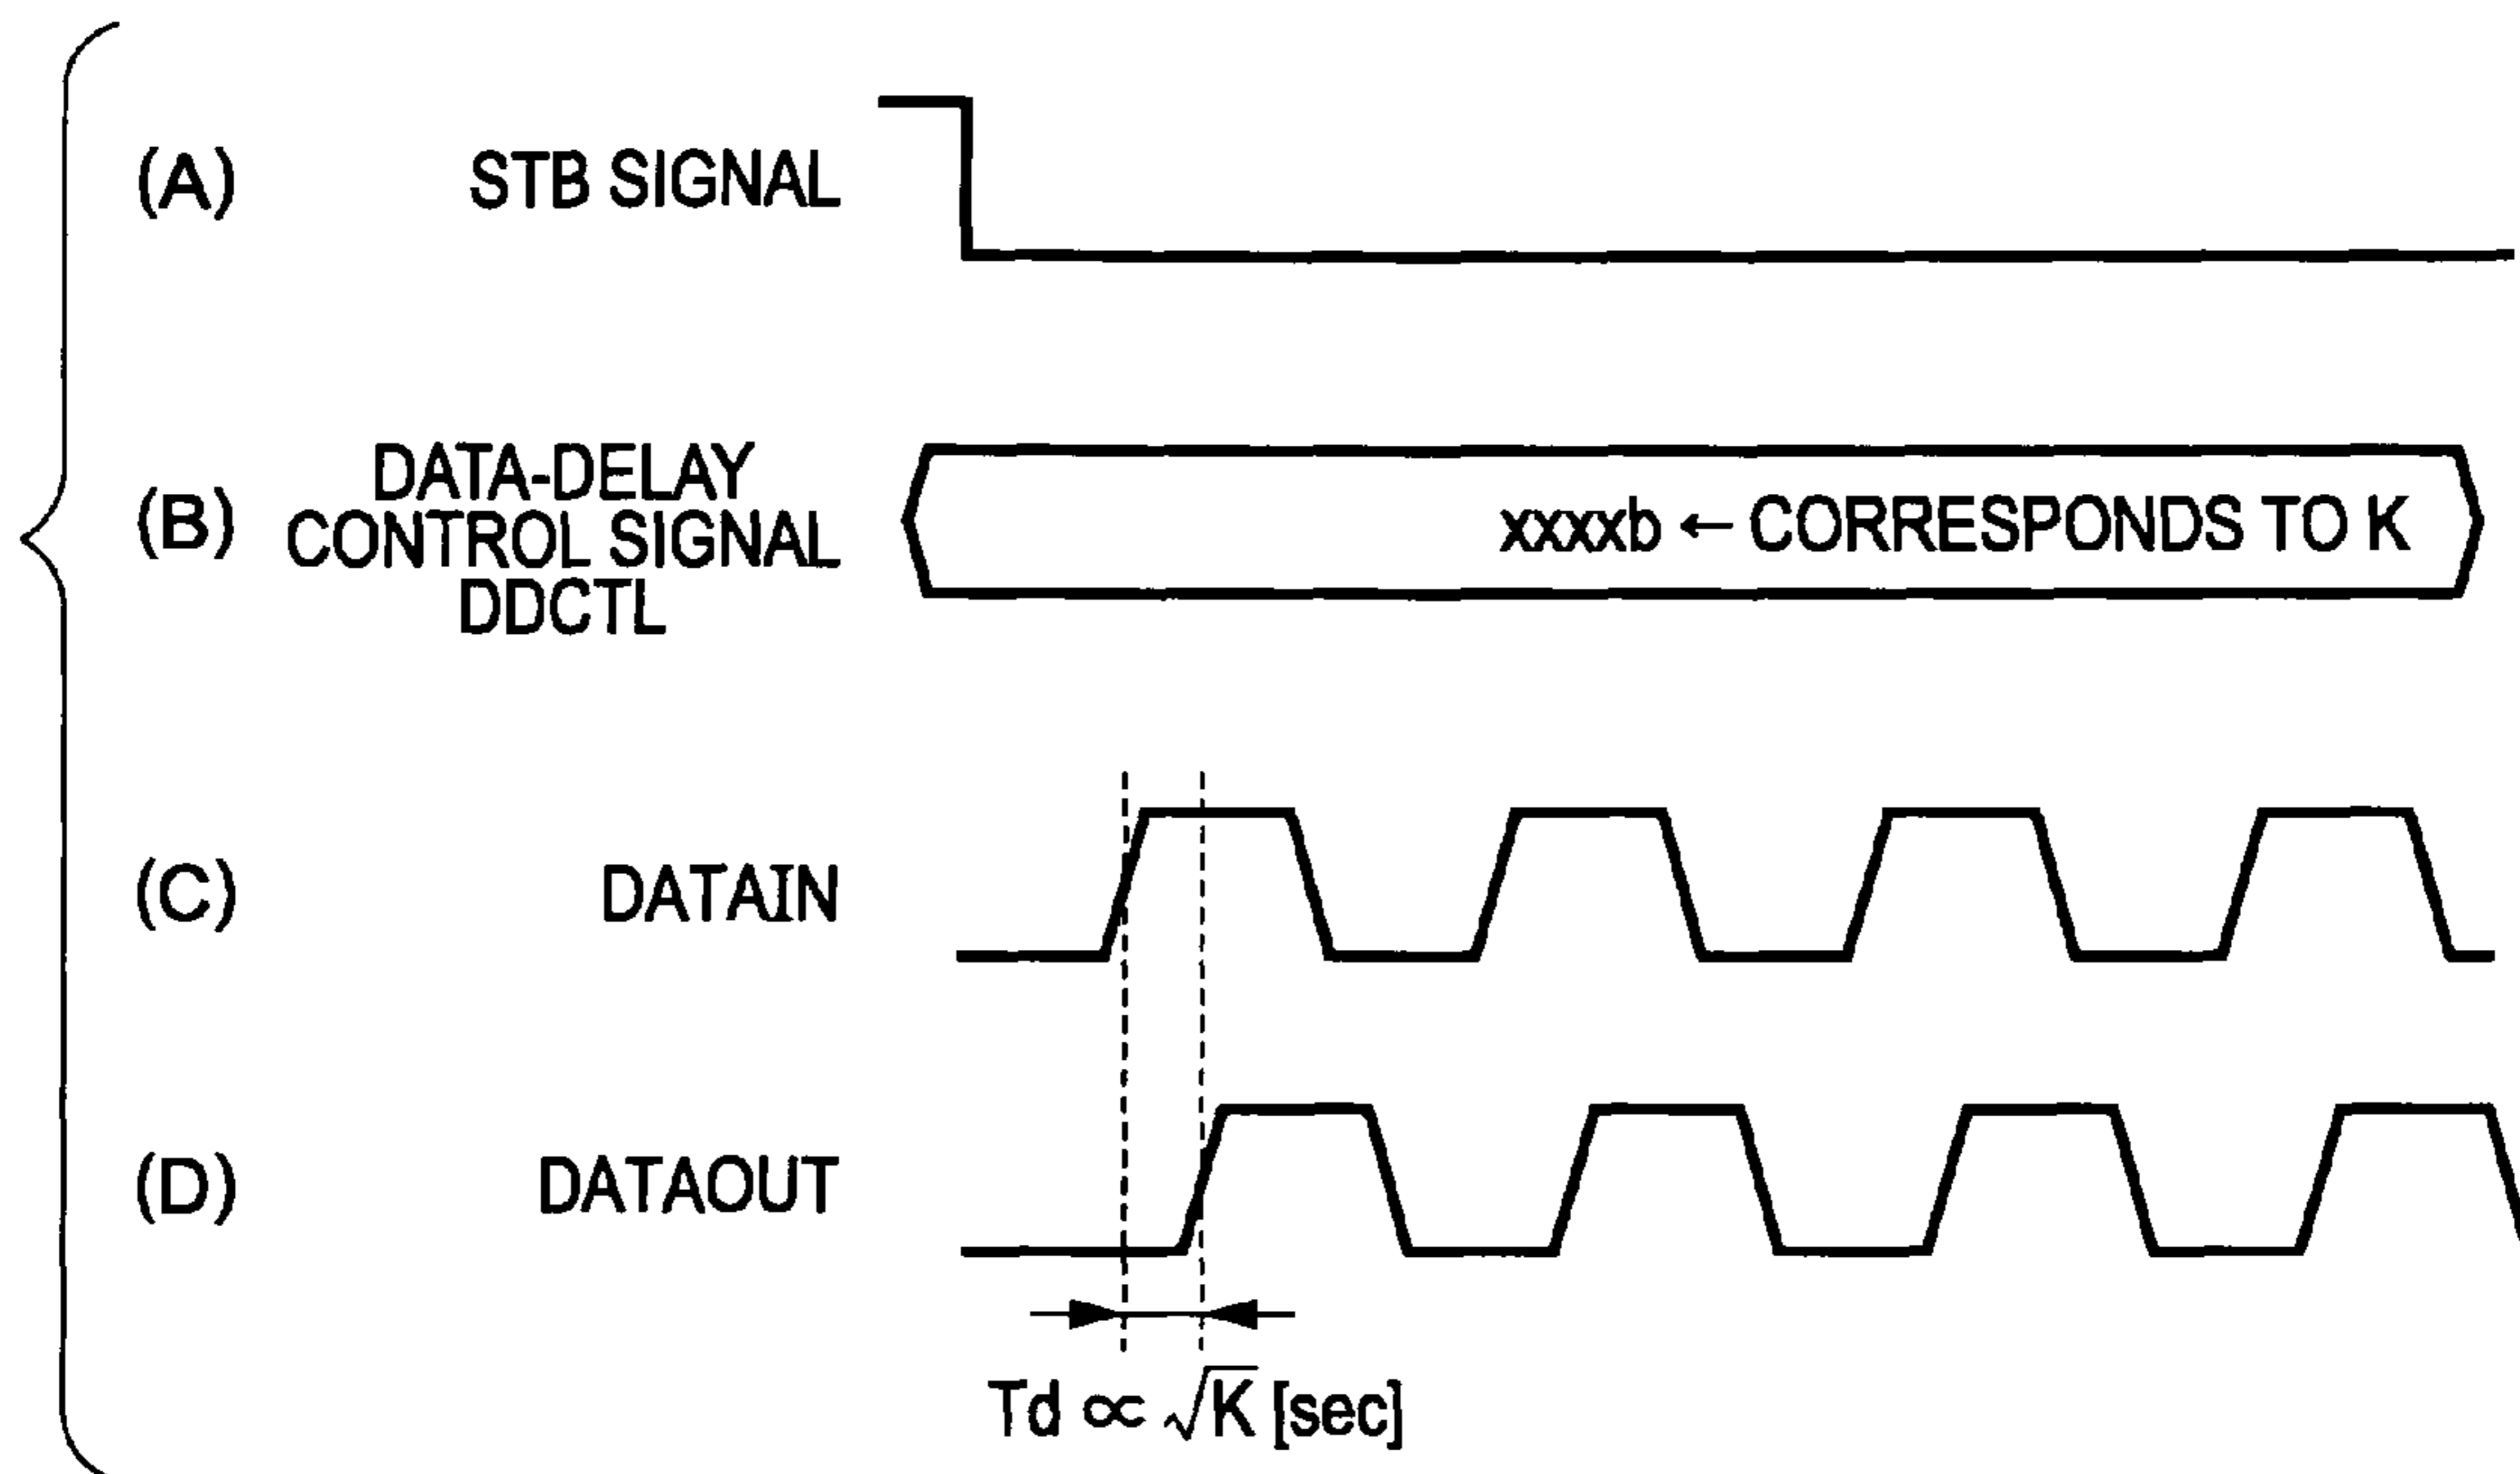 (A) STB SIGNAL
(B) DATA-DELAY
CONTROL SIGNAL
DDCTL
xxxxb ← CORRESPONDS TO K
(C) DATAIN
(D) DATAOUT
Td ∝ √K [sec]